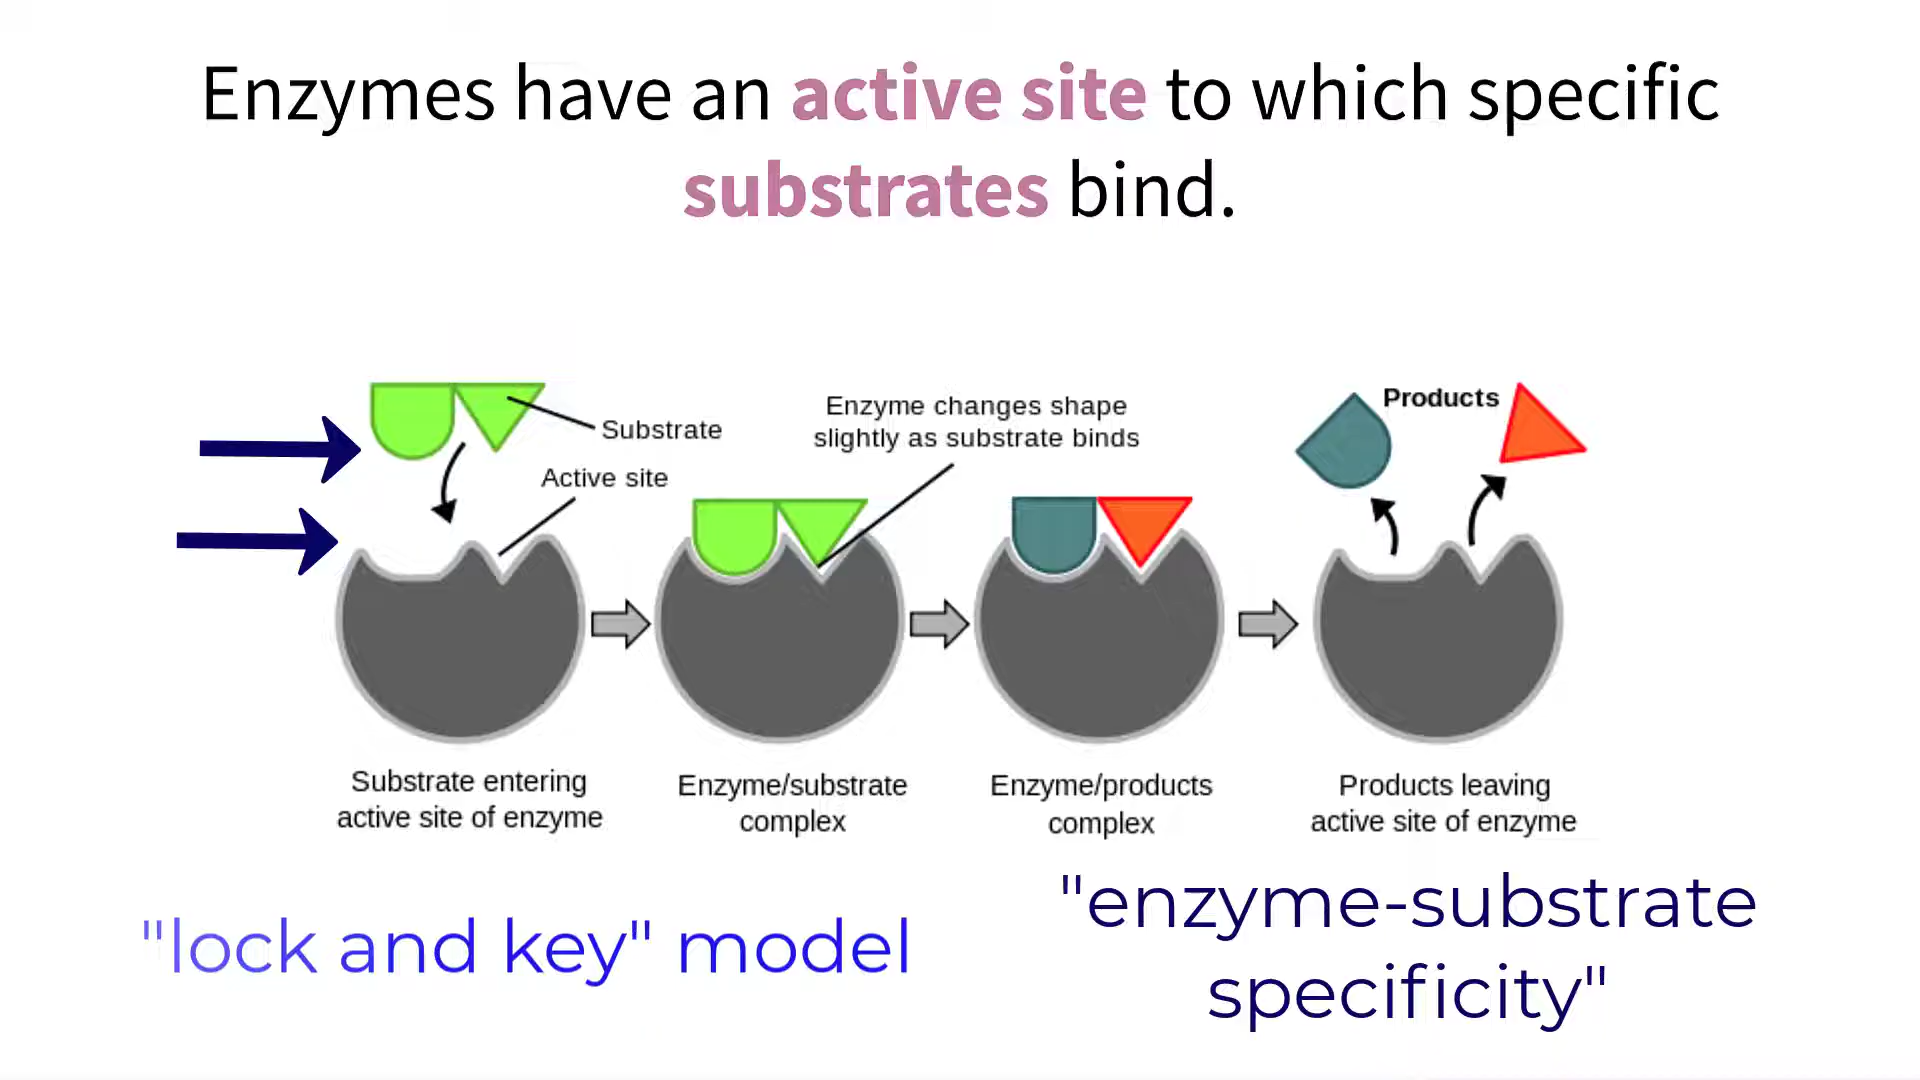 Enzymes have an active site to which specific
substrates bind.
Substrate
Active site
Enzyme changes shape
slightly as substrate binds
Products
Substrate entering
active site of enzyme
Enzyme/substrate
complex
Enzyme/products
complex
Products leaving
active site of enzyme
"lock and key" model
"enzyme-substrate
specificity"